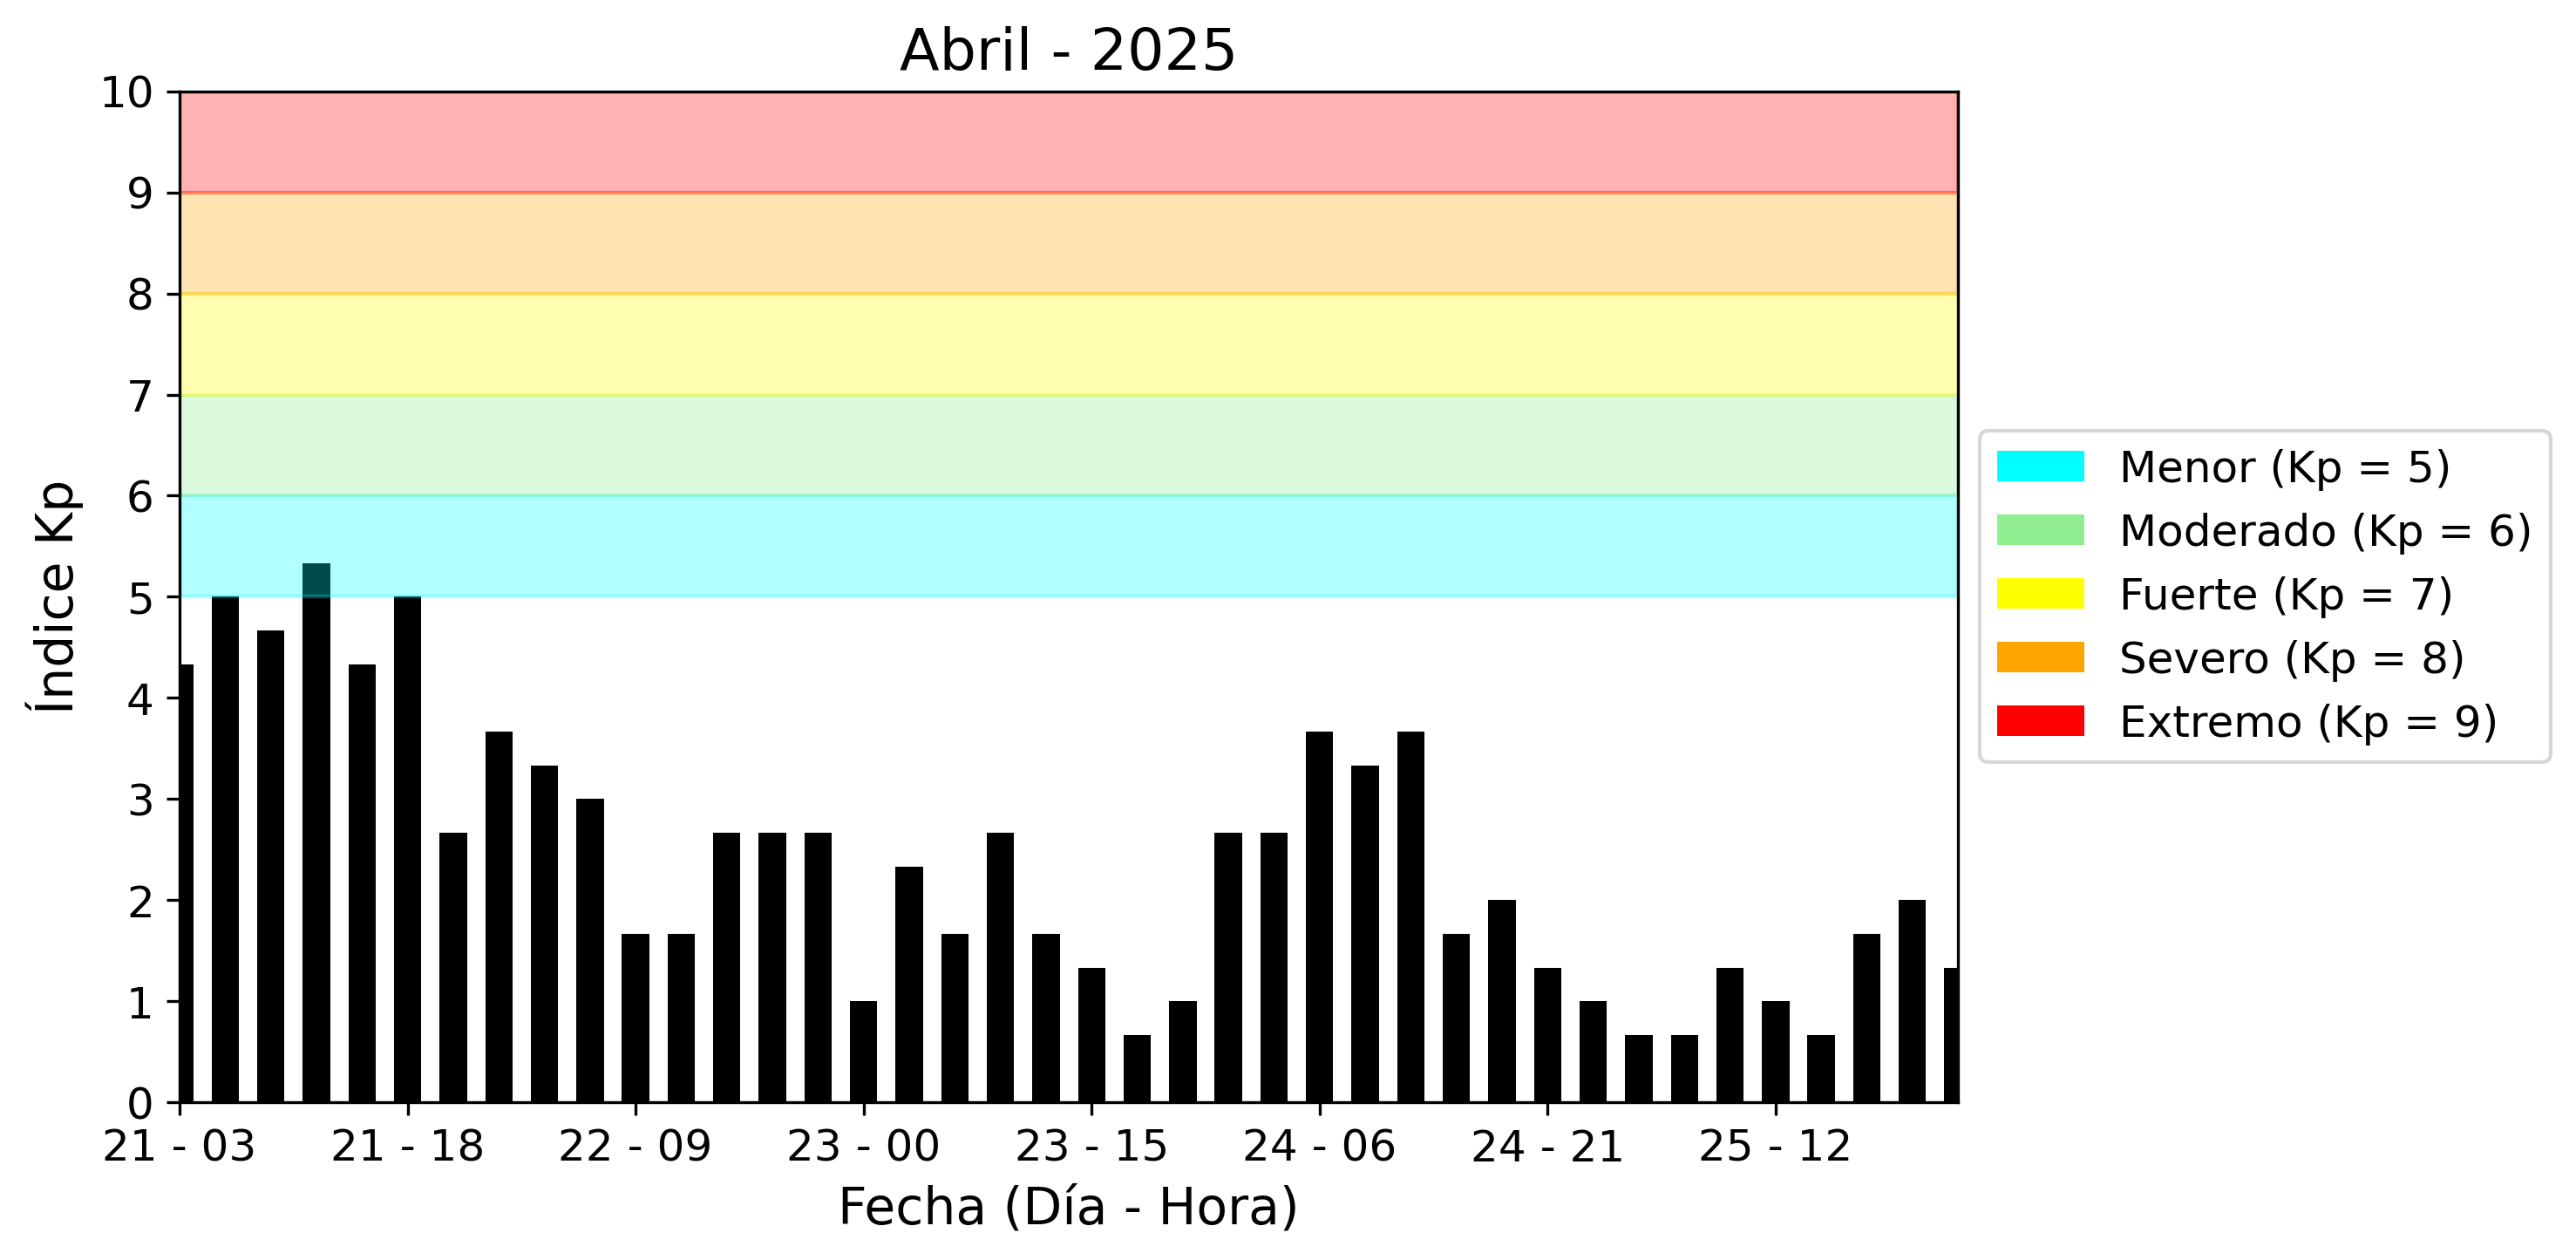 Abril - 2025
10
9
8
7
6
5
4
3
2
1
0
Índice Kp
21 - 03
21 - 18
22 - 09
23 - 00
23 - 15
24 - 06
24 - 21
25 - 12
Fecha (Día - Hora)
Menor (Kp = 5)
Moderado (Kp = 6)
Fuerte (Kp = 7)
Severo (Kp = 8)
Extremo (Kp = 9)